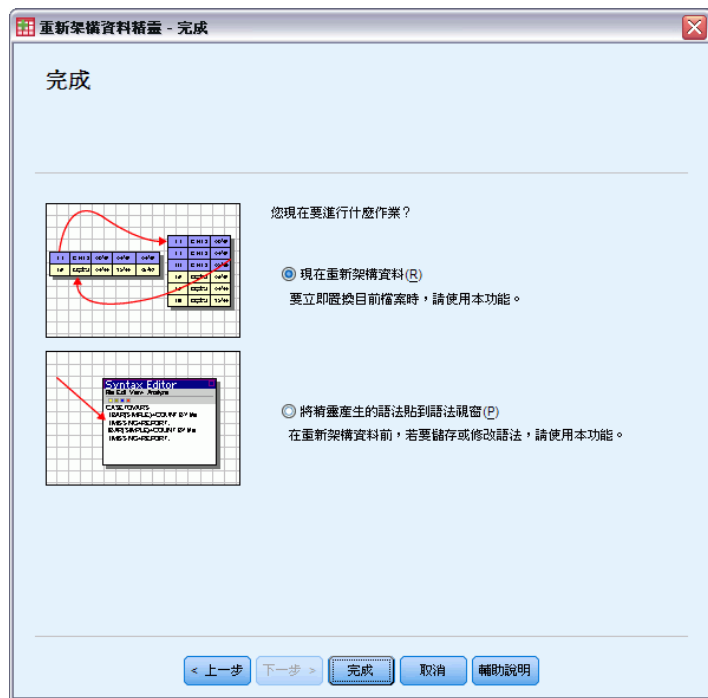 重新架構資料精靈 - 完成
完成
您現在要進行什麼作業？
現在重新架構資料(R)
要立即置換目前檔案時，請使用本功能。
Syntax Editor
File Edit View Analyze
將精靈產生的語法貼到語法視窗(P)
在重新架構資料前，若要儲存或修改語法，請使用本功能。
< 上一步
下一步 >
完成
取消
輔助說明